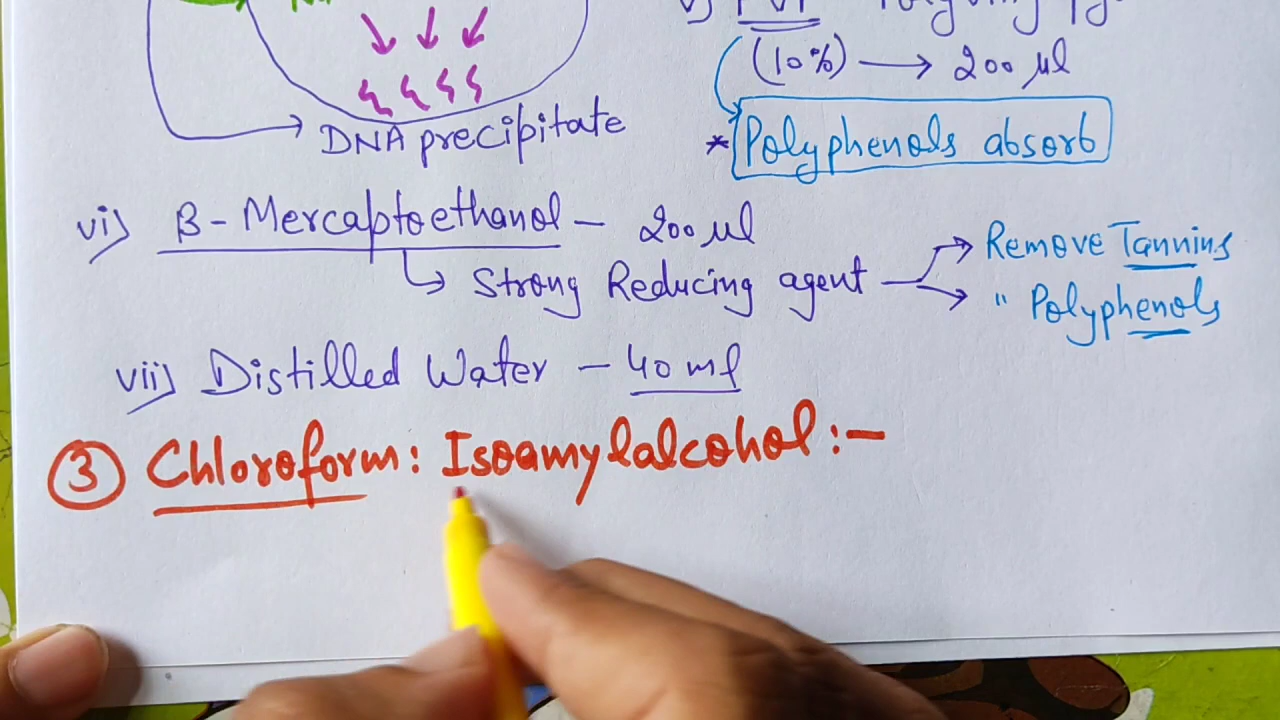 (10%) → 200 µl
DNA precipitate
* Polyphenols absorb
vi) β-Mercaptoethanol - 200 µl
↳ Strong Reducing agent → Remove Tannins
→ " Polyphenols
vii) Distilled Water - 40 ml
③ Chloroform: Isoamylalcohol:-